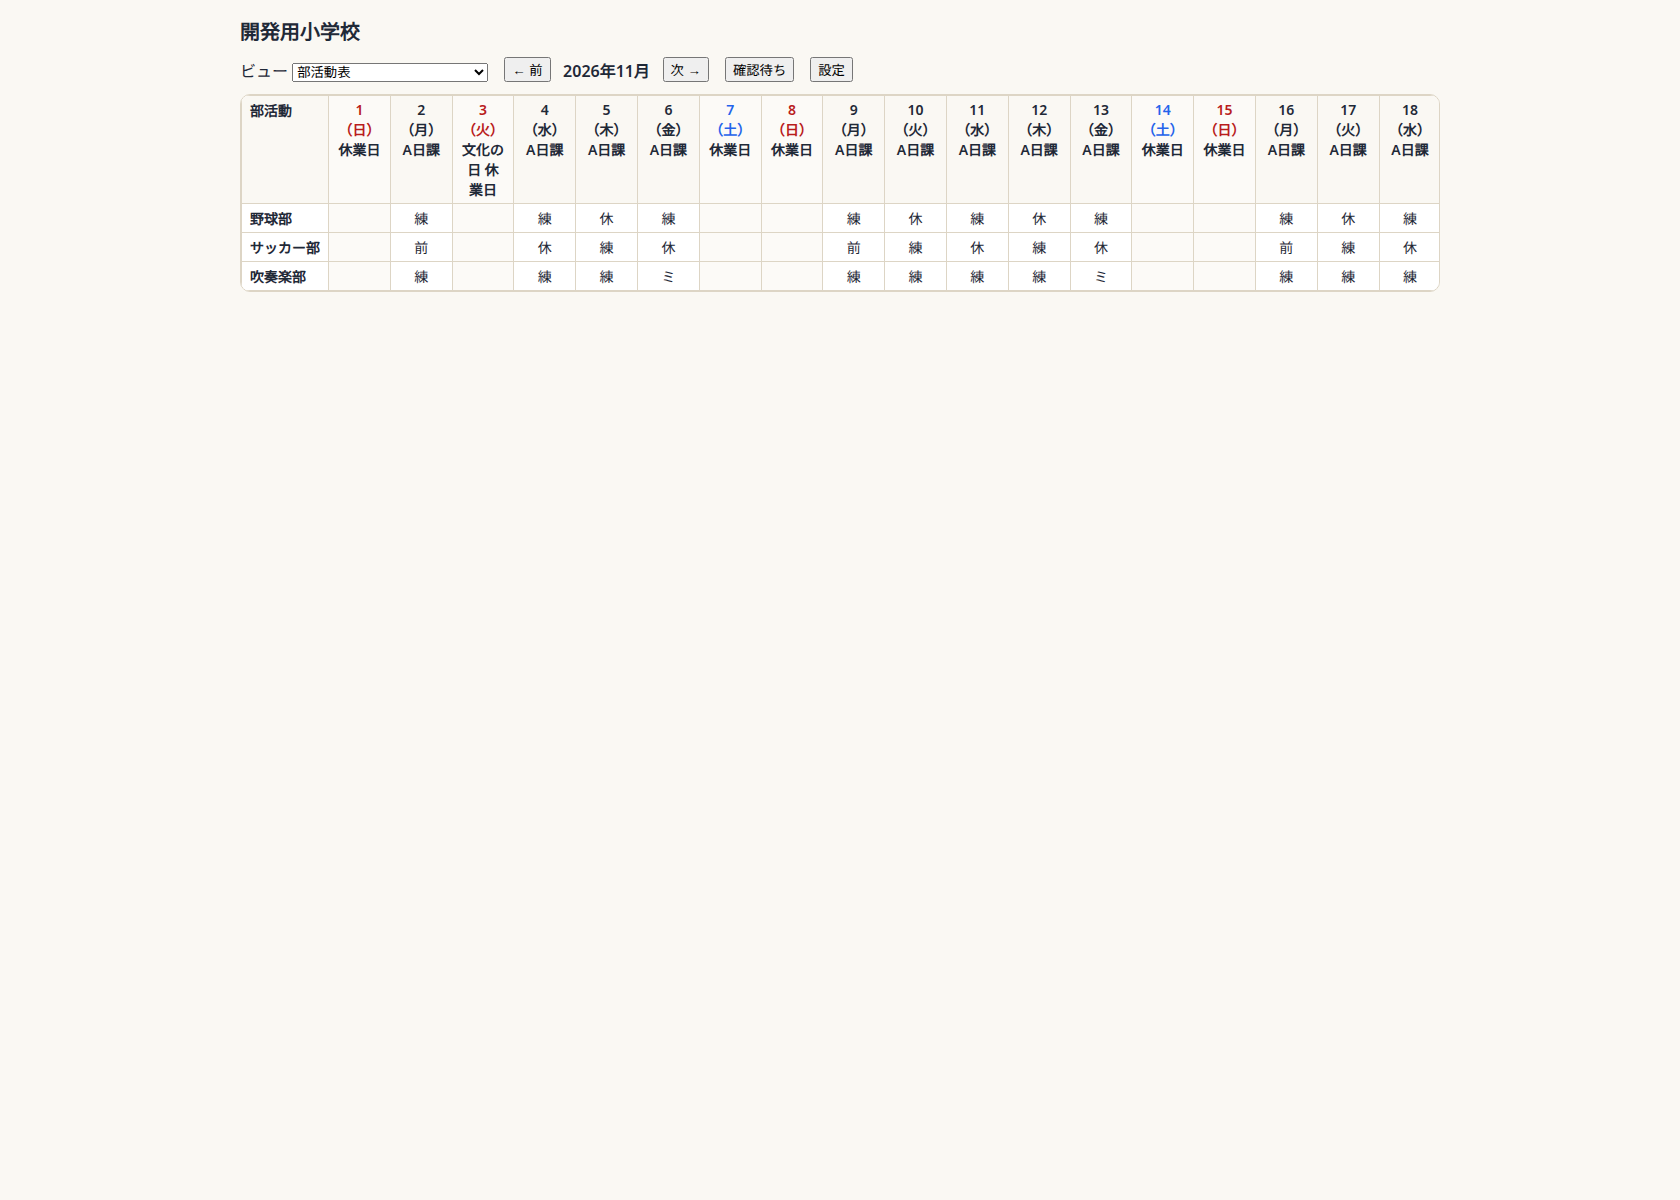 開発用小学校
ビュー 部活動表 ← 前 2026年11月 次 → 確認待ち 設定
部活動 1 2 3 4 5 6 7 8 9 10 11 12 13 14 15 16 17 18
（日） （月） （火） （水） （木） （金） （土） （日） （月） （火） （水） （木） （金） （土） （日） （月） （火） （水）
休業日 A日課 文化の A日課 A日課 A日課 休業日 休業日 A日課 A日課 A日課 A日課 A日課 休業日 休業日 A日課 A日課 A日課
日 休
業日
野球部 練 練 休 練 練 休 練 休 練 練 休 練
サッカー部 前 休 練 休 前 練 休 練 休 前 練 休
吹奏楽部 練 練 練 ミ 練 練 練 練 ミ 練 練 練